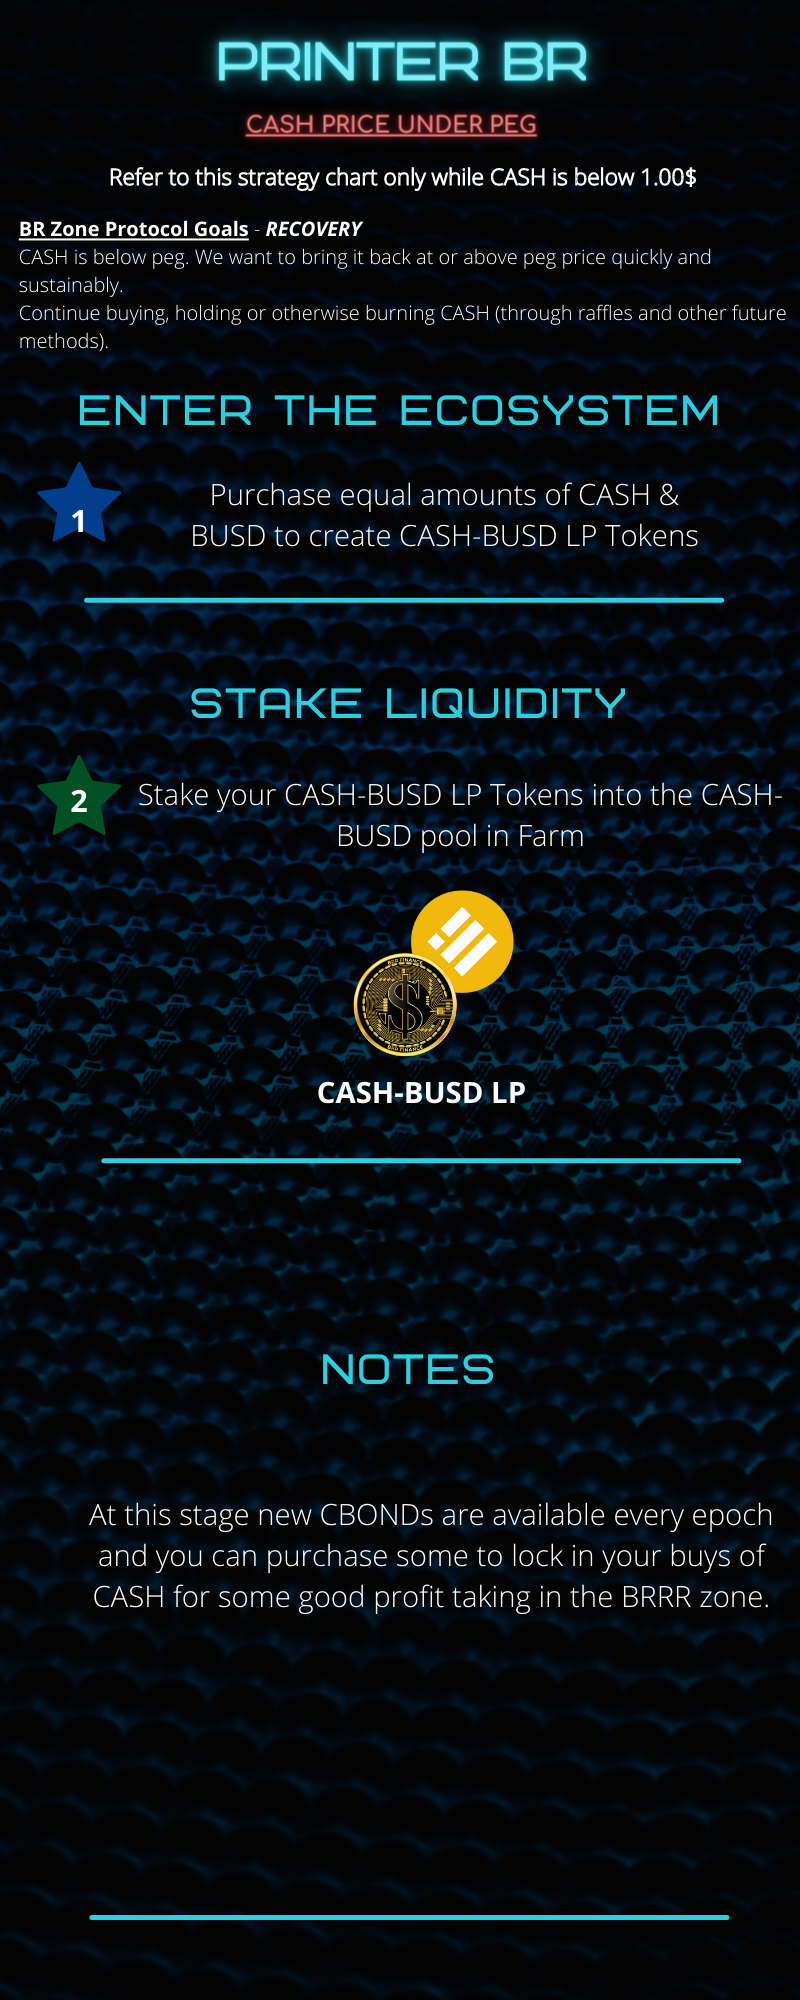 PRINTER BR
CASH PRICE UNDER PEG
Refer to this strategy chart only while CASH is below 1.00$
BR Zone Protocol Goals - RECOVERY
CASH is below peg. We want to bring it back at or above peg price quickly and
sustainably.
Continue buying, holding or otherwise burning CASH (through raffles and other future
methods).
ENTER THE ECOSYSTEM
1
Purchase equal amounts of CASH &
BUSD to create CASH-BUSD LP Tokens
STAKE LIQUIDITY
2
Stake your CASH-BUSD LP Tokens into the CASH-
BUSD pool in Farm
CASH-BUSD LP
NOTES
At this stage new CBONDs are available every epoch
and you can purchase some to lock in your buys of
CASH for some good profit taking in the BRRR zone.